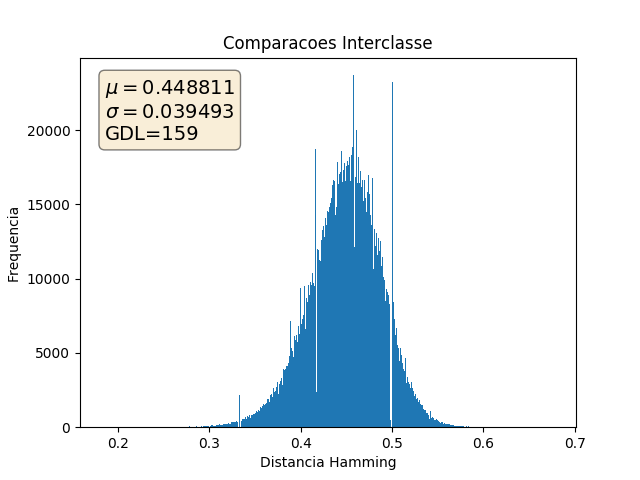 Comparacoes Interclasse
μ = 0.448811
σ = 0.039493
GDL=159
Frequencia
20000
15000
10000
5000
0
0.2 0.3 0.4 0.5 0.6 0.7
Distancia Hamming